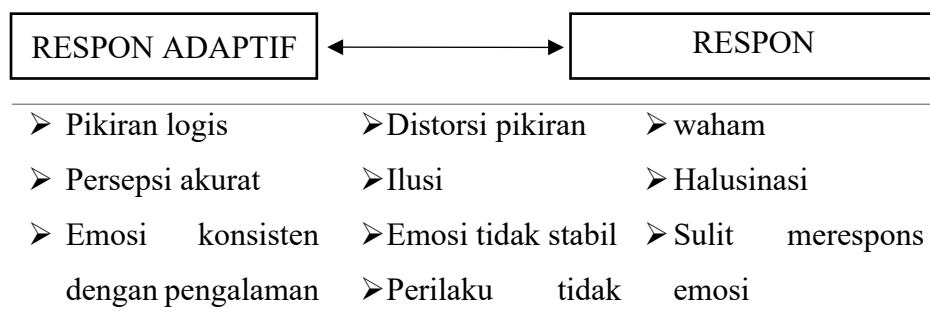 RESPON ADAPTIF
RESPON
➢ Pikiran logis
➢ Persepsi akurat
➢ Emosi konsisten
dengan pengalaman
➢ Distorsi pikiran
➢ Ilusi
➢ Emosi tidak stabil
➢ Perilaku tidak
➢ waham
➢ Halusinasi
➢ Sulit merespons
emosi